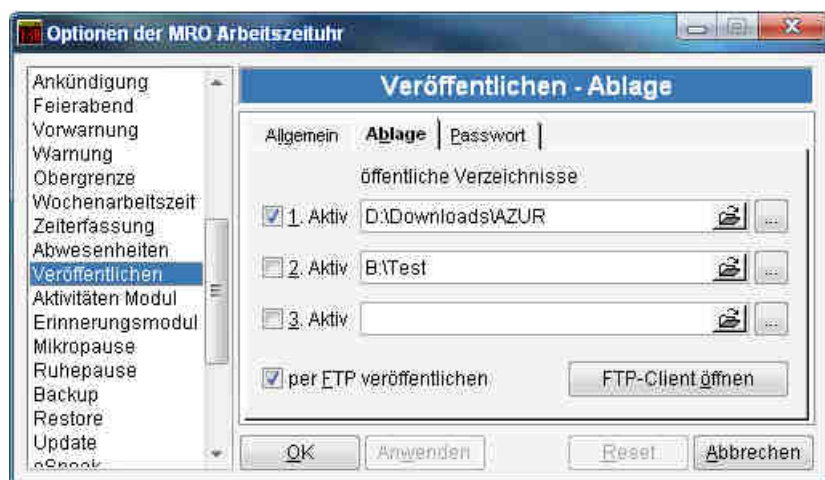 Optionen der MRO Arbeitszeituhr
Ankündigung
Feierabend
Vorwarnung
Warnung
Obergrenze
Wochenarbeitszeit
Zeiterfassung
Abwesenheiten
Veröffentlichen
Aktivitäten Modul
Erinnerungsmodul
Mikropause
Ruhepause
Backup
Restore
Update
Veröffentlichen - Ablage
Allgemein Ablage Passwort
öffentliche Verzeichnisse
1. Aktiv D:\Downloads\AZUR ...
2. Aktiv B:\Test ...
3. Aktiv ...
per FTP veröffentlichen FTP-Client öffnen
OK Anwenden Reset Abbrechen